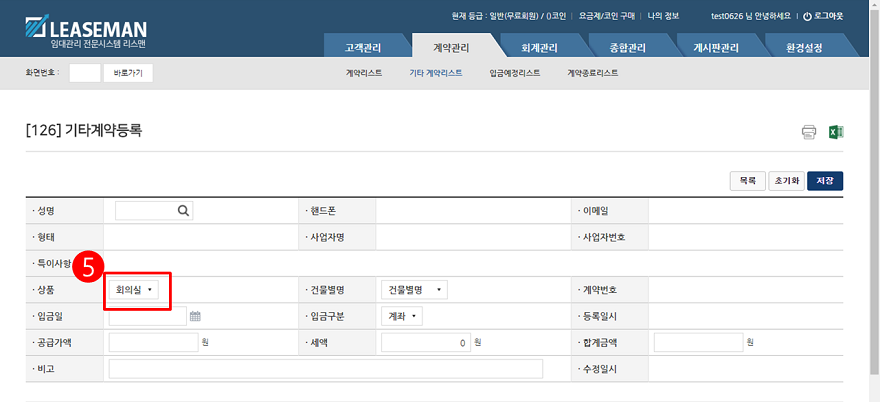 LEASEMAN
임대관리 전문시스템 리스맨
현재 등급 : 일반(무료회원) / ()코인 | 요금제/코인 구매 | 나의 정보
test0626 님 안녕하세요 | 로그아웃
고객관리 계약관리 회계관리 종합관리 게시판관리 환경설정
화면번호 : 바로가기
계약리스트 기타 계약리스트 입금예정리스트 계약종료리스트
[126] 기타계약등록
목록 초기화 저장
· 성명 · 핸드폰 · 이메일
· 형태 · 사업자명 · 사업자번호
· 특이사항
5
· 상품 회의실 · 건물별명 건물별명 · 계약번호
· 입금일 · 입금구분 계좌 · 등록일시
· 공급가액 원 · 세액 0 원 · 합계금액 원
· 비고 · 수정일시